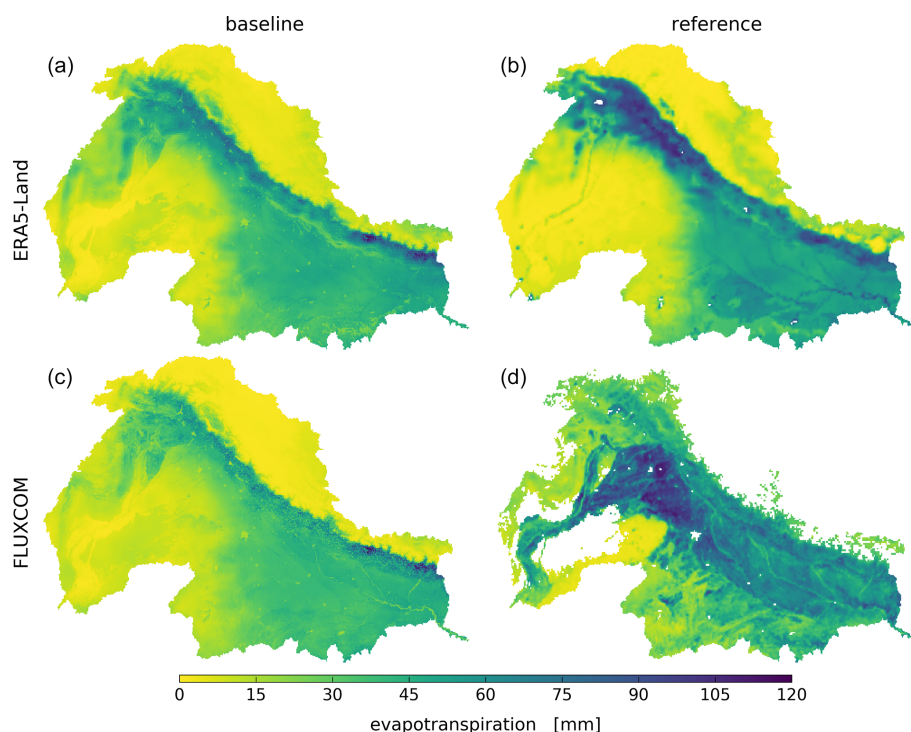 baseline
reference
(a)
(b)
ERA5-Land
(c)
(d)
FLUXCOM
0 15 30 45 60 75 90 105 120
evapotranspiration [mm]